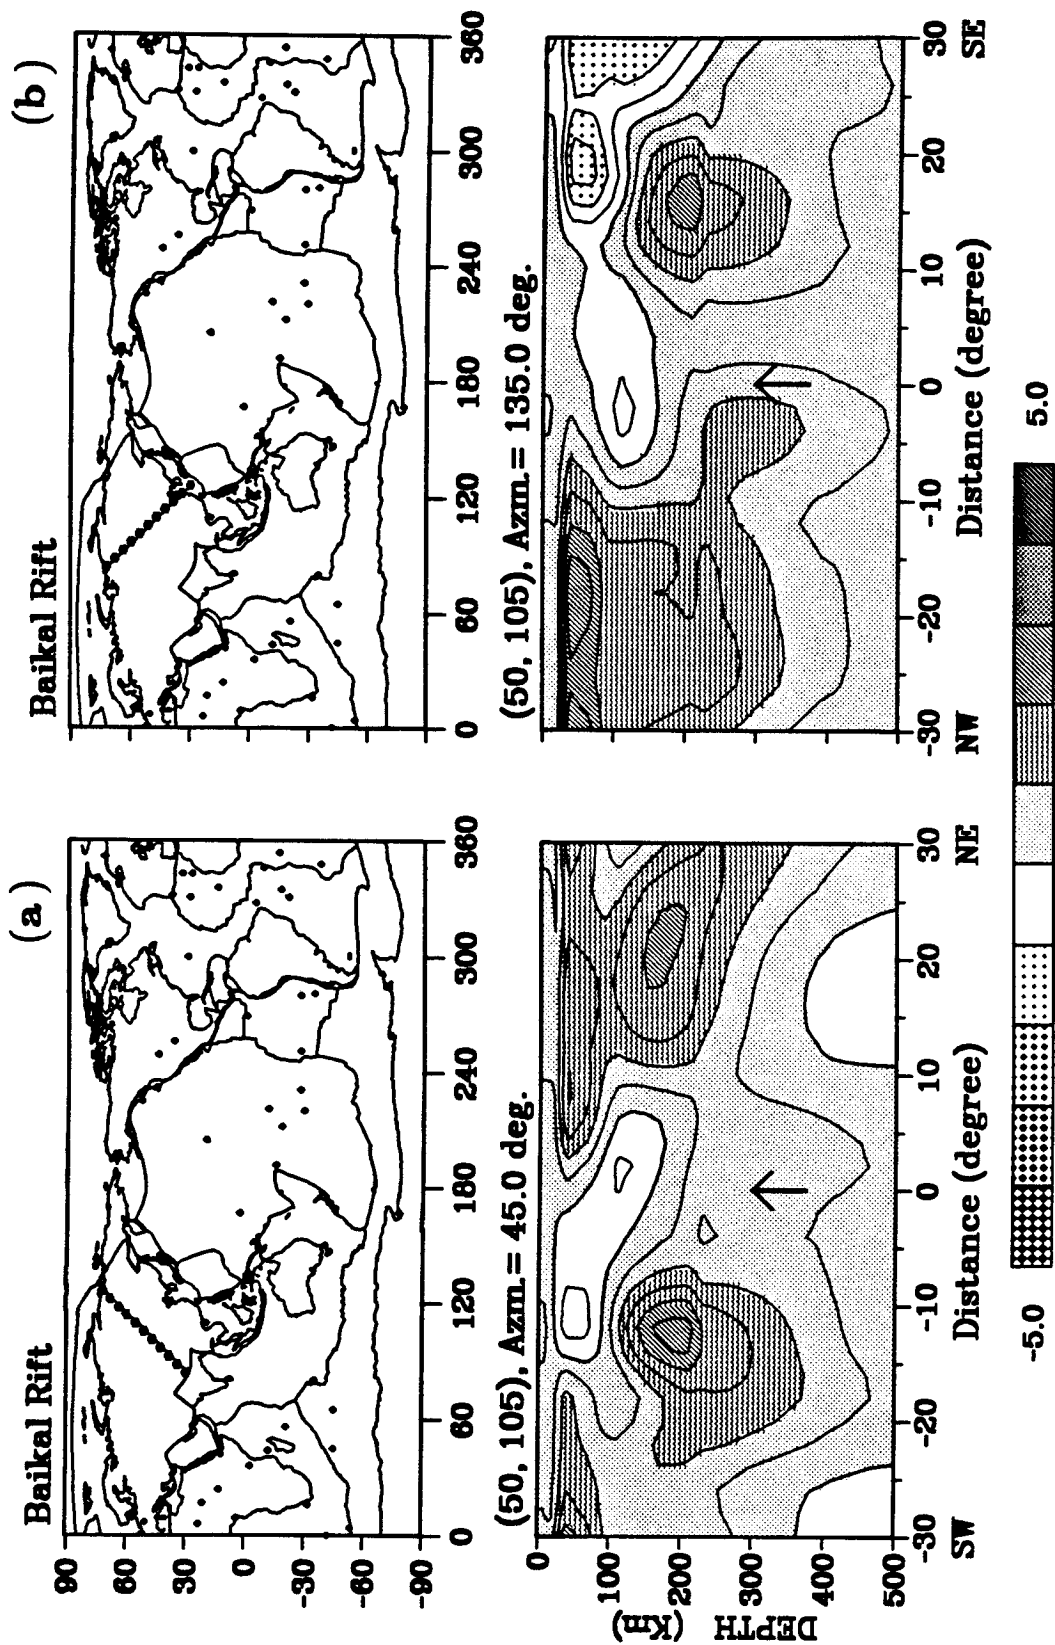 (a)
Baikal Rift
90
60
30
0
-30
-60
-90
0 60 120 180 240 300 360
(50, 105), Azm.= 45.0 deg.
0
100
200
300
400
500
DEPTH (Km)
-30 -20 -10 0 10 20 30
SW Distance (degree) NE
(b)
Baikal Rift
0 60 120 180 240 300 360
(50, 105), Azm.= 135.0 deg.
-30 -20 -10 0 10 20 30
NW Distance (degree) SE
-5.0 5.0